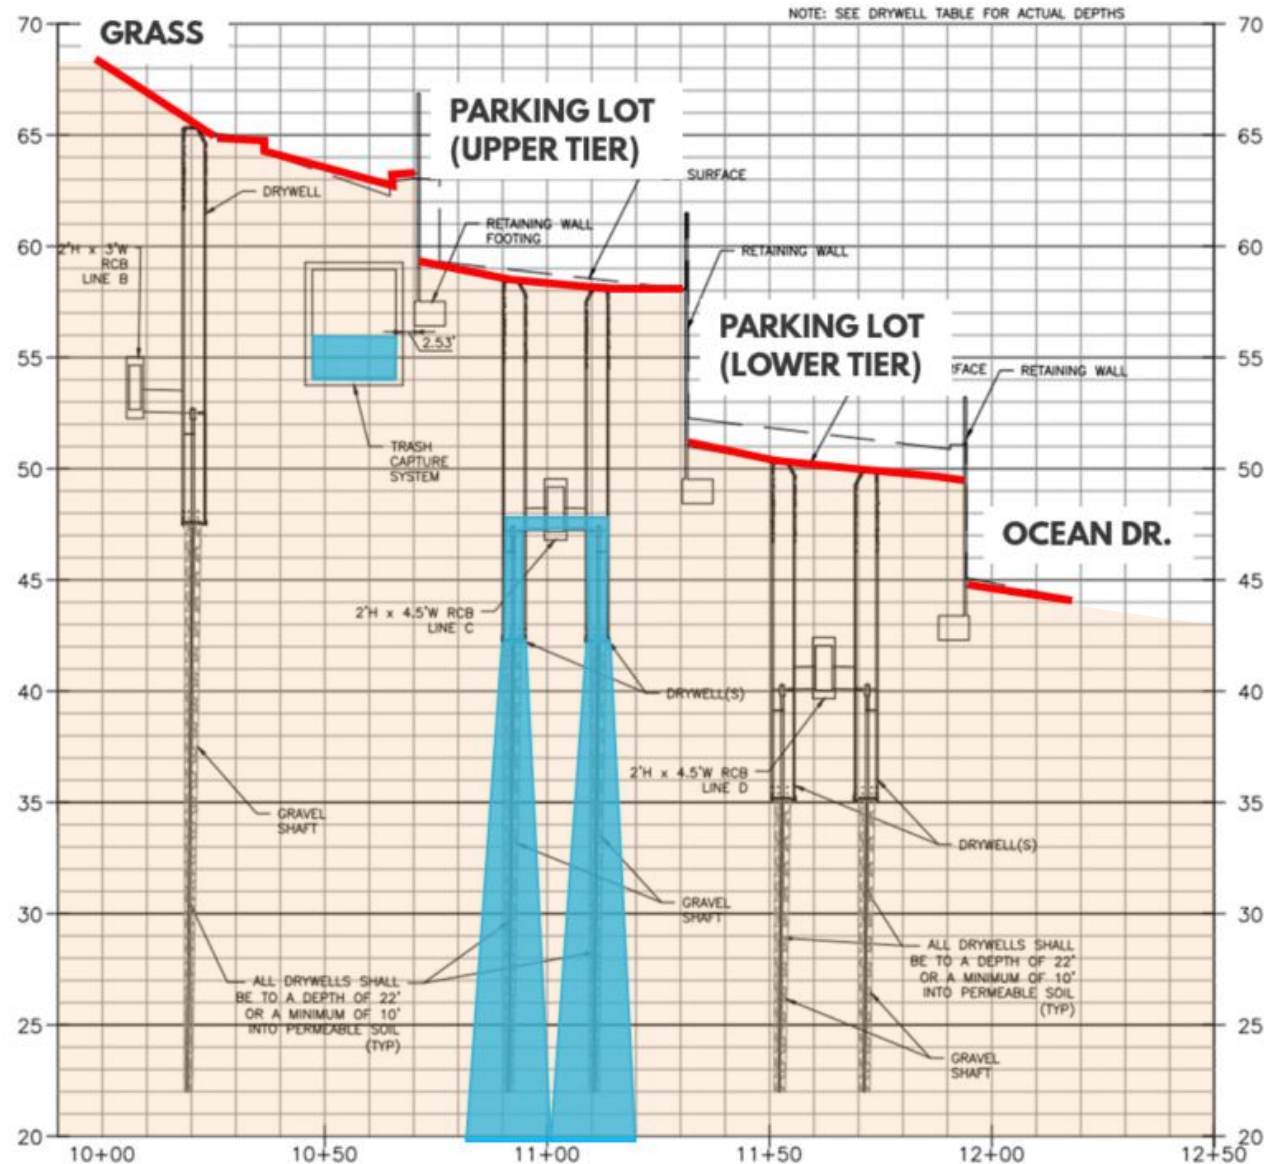 NOTE: SEE DRYWELL TABLE FOR ACTUAL DEPTHS
70
70
GRASS
PARKING LOT
(UPPER TIER)
65
65
SURFACE
DRYWELL
RETAINING WALL
FOOTING
2'H x 3'W
RCB
LINE B
60
60
RETAINING WALL
PARKING LOT
(LOWER TIER)
2.53'
55
55
RFACE
RETAINING WALL
TRASH
CAPTURE
SYSTEM
50
50
OCEAN DR.
45
45
2'H x 4.5'W RCB
LINE C
40
DRYWELL(S)
40
2'H x 4.5'W RCB
LINE D
35
35
GRAVEL
SHAFT
DRYWELL(S)
30
GRAVEL
SHAFT
30
ALL DRYWELLS SHALL
BE TO A DEPTH OF 22'
OR A MINIMUM OF 10'
INTO PERMEABLE SOIL
(TYP)
ALL DRYWELLS SHALL
BE TO A DEPTH OF 22'
OR A MINIMUM OF 10'
INTO PERMEABLE SOIL
(TYP)
25
25
GRAVEL
SHAFT
20
20
10+00
10+50
11+00
11+50
12+00
12+50